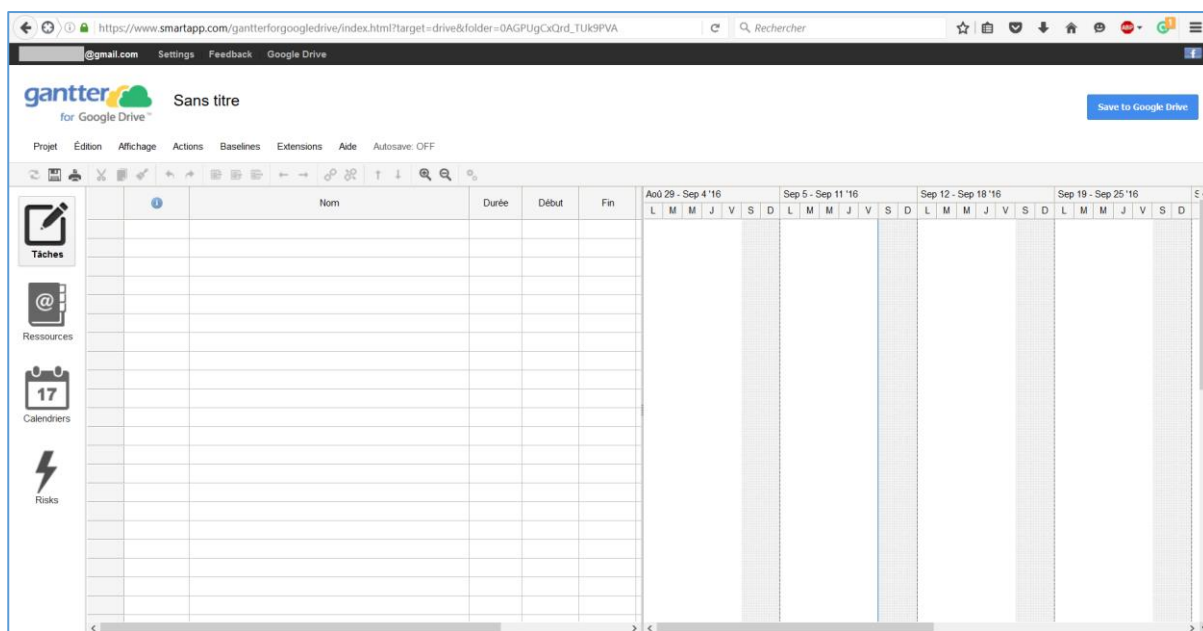 https://www.smartapp.com/gantterforgoogledrive/index.html?target=drive&folder=0AGPUgCxQrd_TUk9PVA
Rechercher
ABP
1
@gmail.com Settings Feedback Google Drive
f
gantter
for Google Drive™
Sans titre
Save to Google Drive
Projet Édition Affichage Actions Baselines Extensions Aide Autosave: OFF
Nom Durée Début Fin
Aoû 29 - Sep 4 '16 Sep 5 - Sep 11 '16 Sep 12 - Sep 18 '16 Sep 19 - Sep 25 '16 S
L M M J V S D L M M J V S D L M M J V S D L M M J V S D
Tâches
@
Ressources
17
Calendriers
Risks